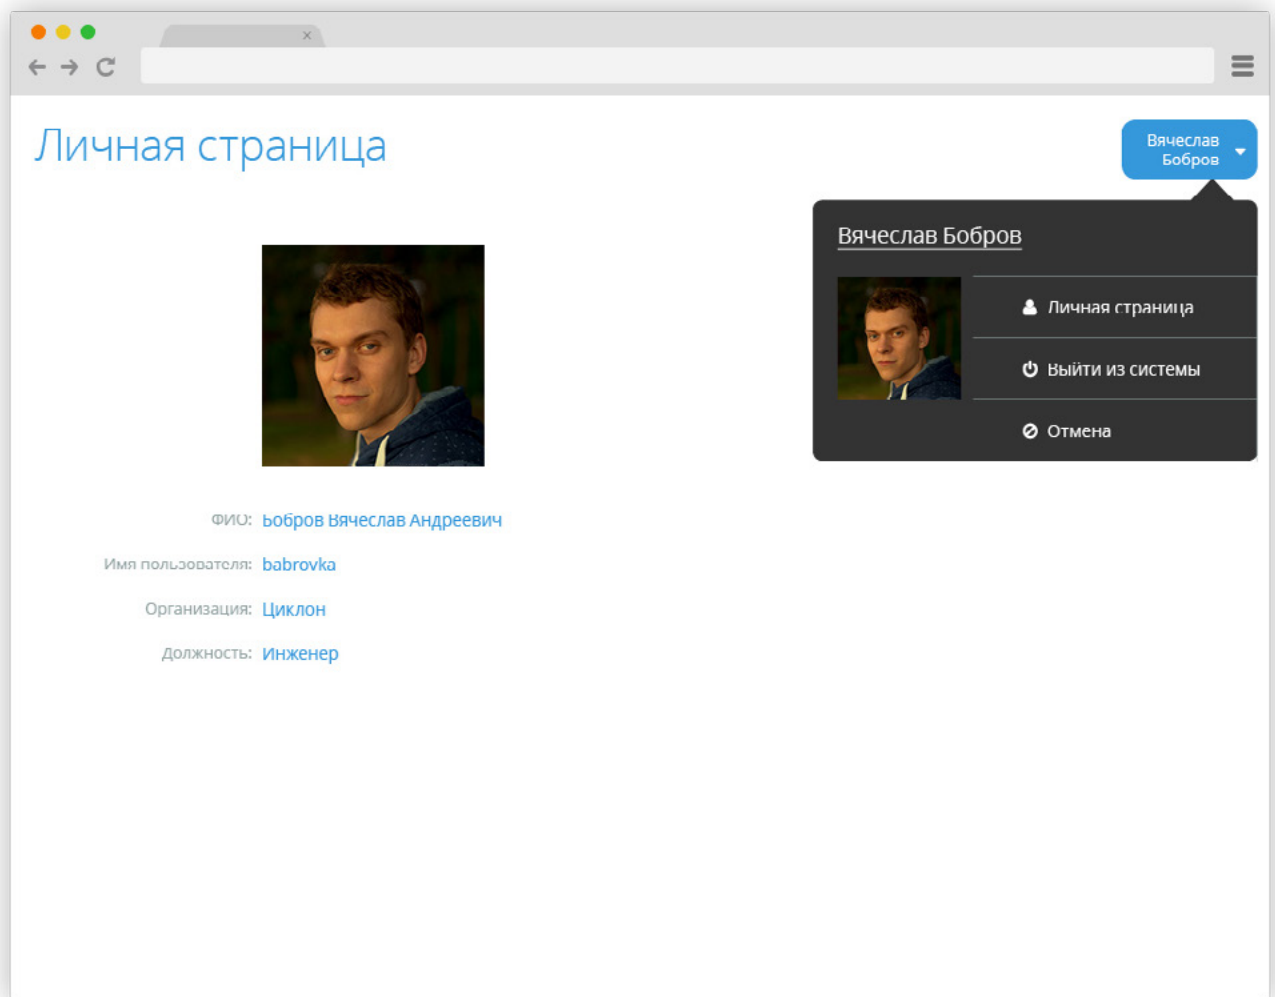 Личная страница
Вячеслав
Бобров
Вячеслав Бобров
Личная страница
Выйти из системы
Отмена
ФИО: Бобров Вячеслав Андреевич
Имя пользователя: babrovka
Организация: Циклон
Должность: Инженер